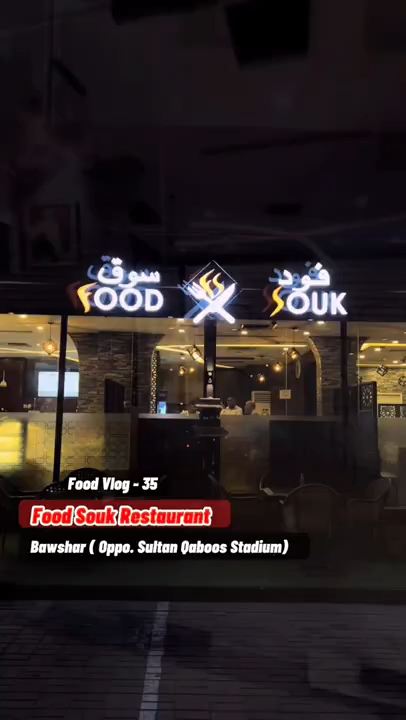 سوق
فود
FOOD
SOUK
Food Vlog - 35
Food Souk Restaurant
Bawshar ( Oppo. Sultan Qaboos Stadium)